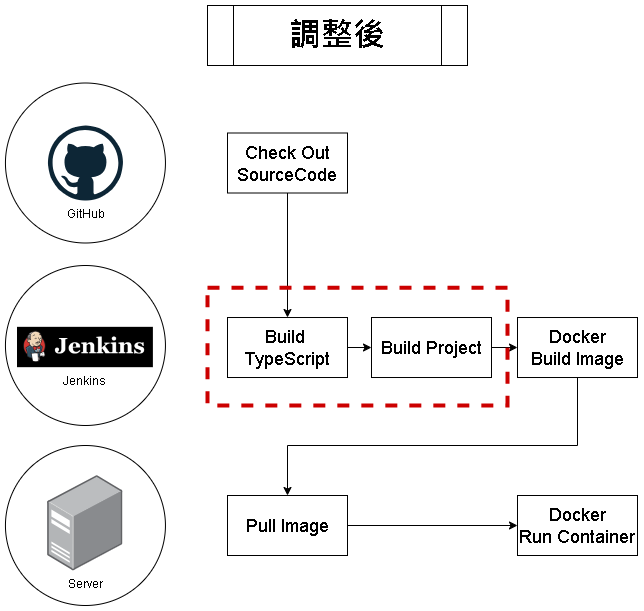 調整後
GitHub
Check Out
SourceCode
Jenkins
Jenkins
Build
TypeScript
Build Project
Docker
Build Image
Server
Pull Image
Docker
Run Container